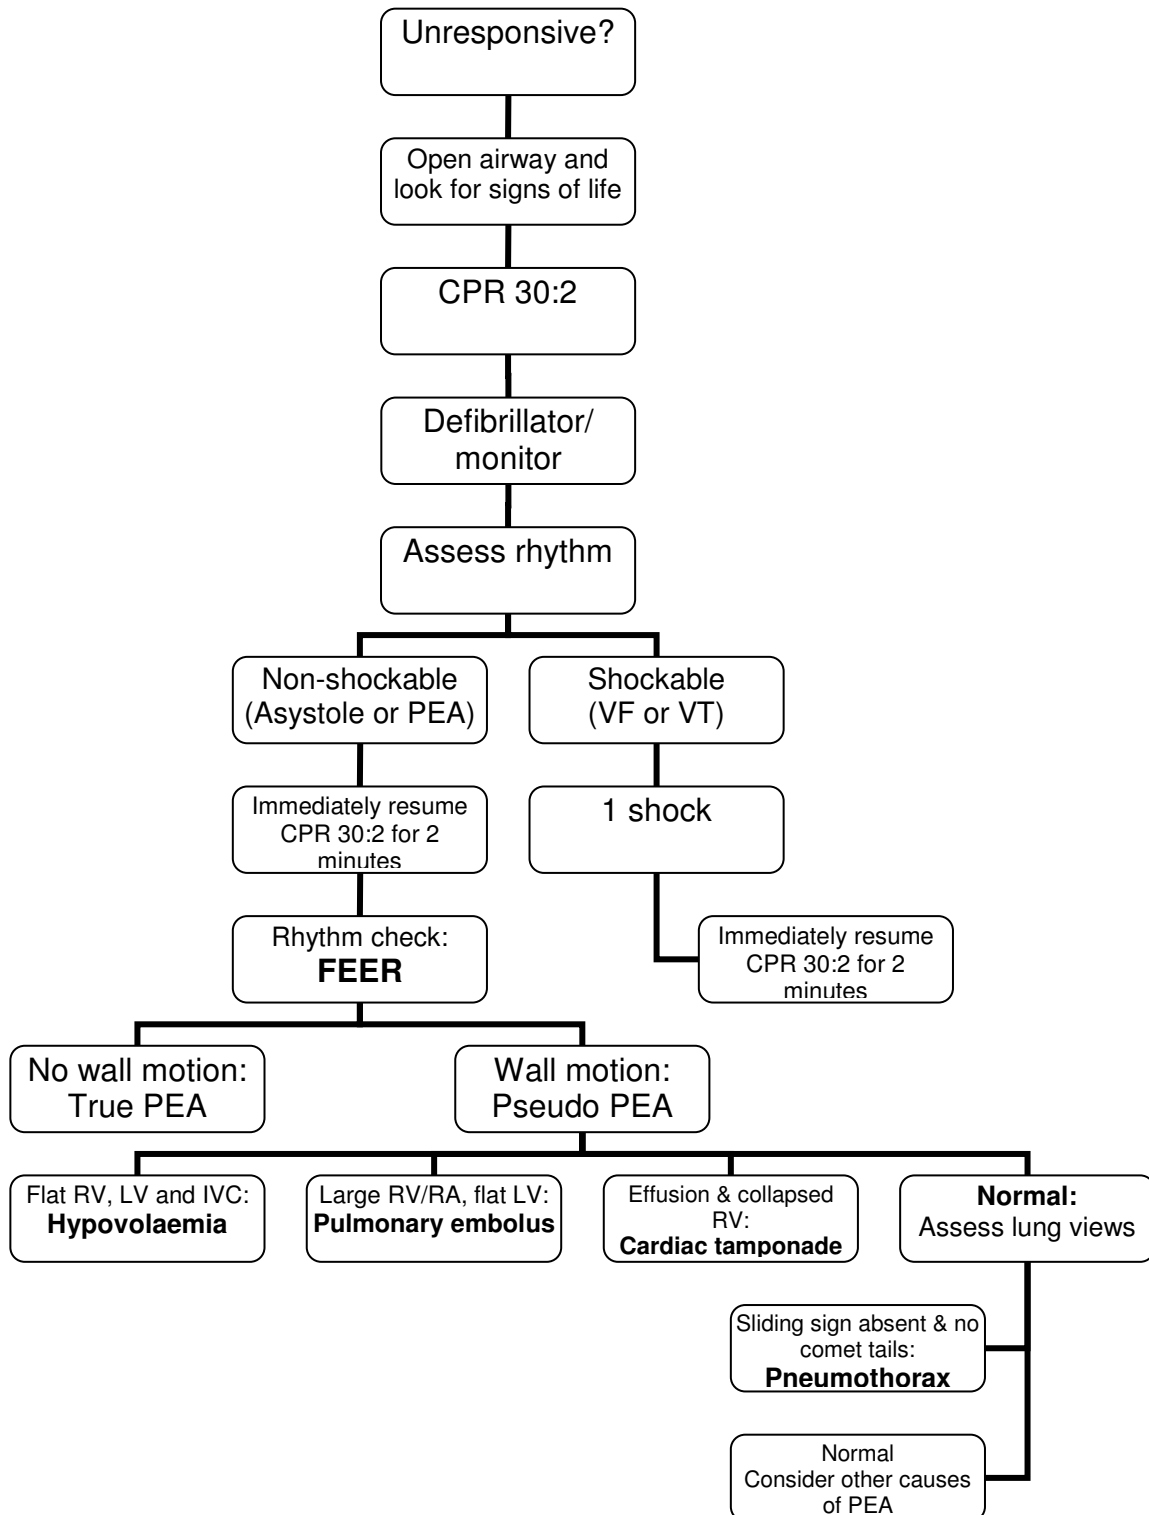 Unresponsive?
Open airway and
look for signs of life
CPR 30:2
Defibrillator/
monitor
Assess rhythm
Non-shockable
(Asystole or PEA)
Shockable
(VF or VT)
Immediately resume
CPR 30:2 for 2
minutes
1 shock
Rhythm check:
FEER
Immediately resume
CPR 30:2 for 2
minutes
No wall motion:
True PEA
Wall motion:
Pseudo PEA
Flat RV, LV and IVC:
Hypovolaemia
Large RV/RA, flat LV:
Pulmonary embolus
Effusion & collapsed
RV:
Cardiac tamponade
Normal:
Assess lung views
Sliding sign absent & no
comet tails:
Pneumothorax
Normal
Consider other causes
of PEA